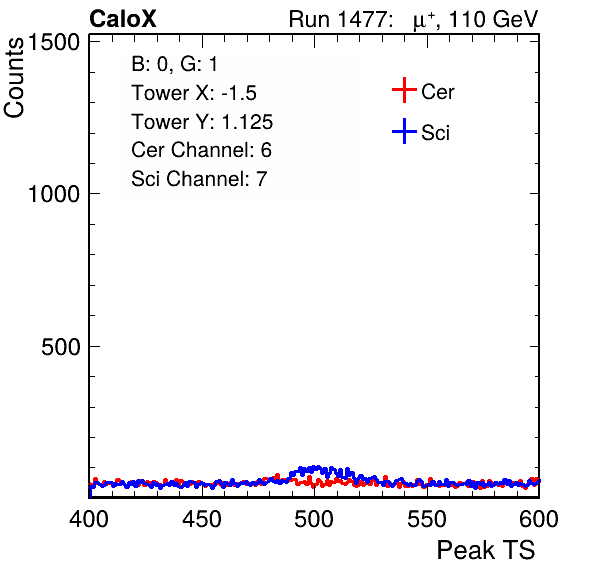 CaloX Run 1477: μ⁺, 110 GeV
Counts
1500
1000
500
B: 0, G: 1
Tower X: -1.5
Tower Y: 1.125
Cer Channel: 6
Sci Channel: 7
Cer
Sci
400 450 500 550 600
Peak TS